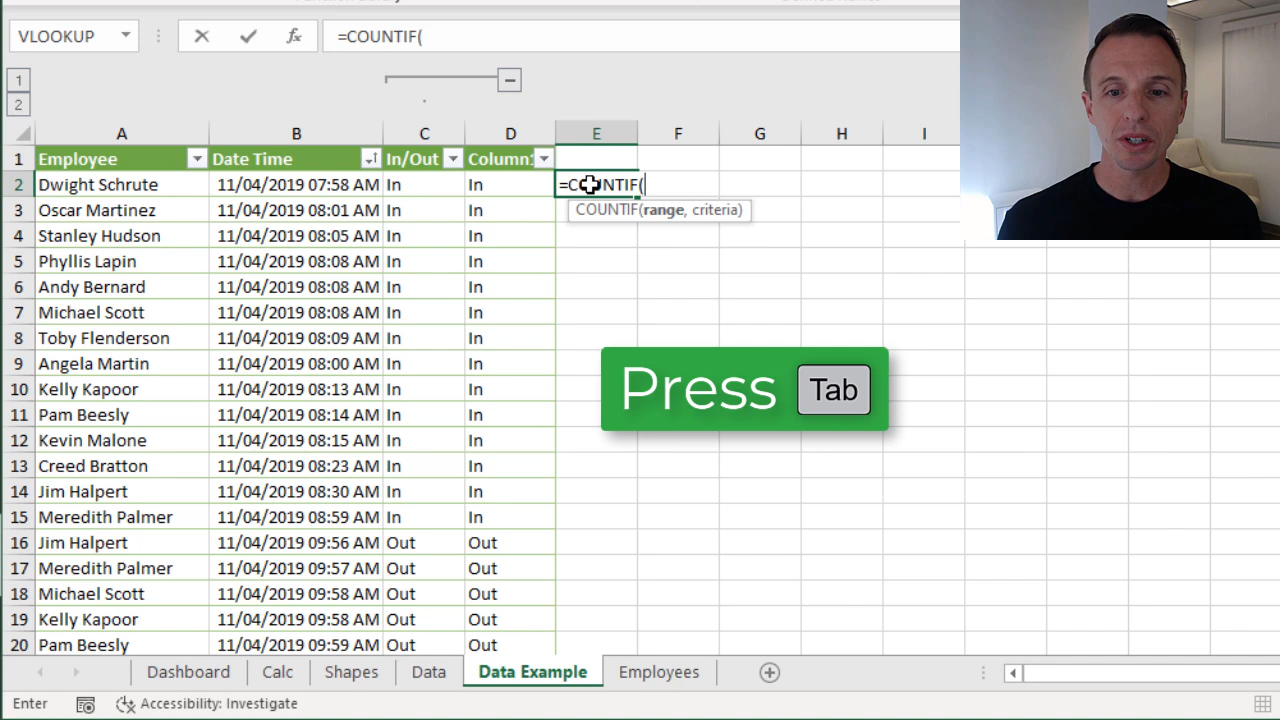 VLOOKUP =COUNTIF(
1
2
A B C D E F G H I
1 Employee Date Time In/Out Column1
2 Dwight Schrute 11/04/2019 07:58 AM In In =COUNTIF(
3 Oscar Martinez 11/04/2019 08:01 AM In In COUNTIF(range, criteria)
4 Stanley Hudson 11/04/2019 08:05 AM In In
5 Phyllis Lapin 11/04/2019 08:08 AM In In
6 Andy Bernard 11/04/2019 08:08 AM In In
7 Michael Scott 11/04/2019 08:08 AM In In
8 Toby Flenderson 11/04/2019 08:09 AM In In
9 Angela Martin 11/04/2019 08:00 AM In In
10 Kelly Kapoor 11/04/2019 08:13 AM In In
Press Tab
11 Pam Beesly 11/04/2019 08:14 AM In In
12 Kevin Malone 11/04/2019 08:15 AM In In
13 Creed Bratton 11/04/2019 08:23 AM In In
14 Jim Halpert 11/04/2019 08:30 AM In In
15 Meredith Palmer 11/04/2019 08:59 AM In In
16 Jim Halpert 11/04/2019 09:56 AM Out Out
17 Meredith Palmer 11/04/2019 09:57 AM Out Out
18 Michael Scott 11/04/2019 09:58 AM Out Out
19 Kelly Kapoor 11/04/2019 09:58 AM Out Out
20 Pam Beesly 11/04/2019 09:59 AM Out Out
Dashboard Calc Shapes Data Data Example Employees
Enter Accessibility: Investigate